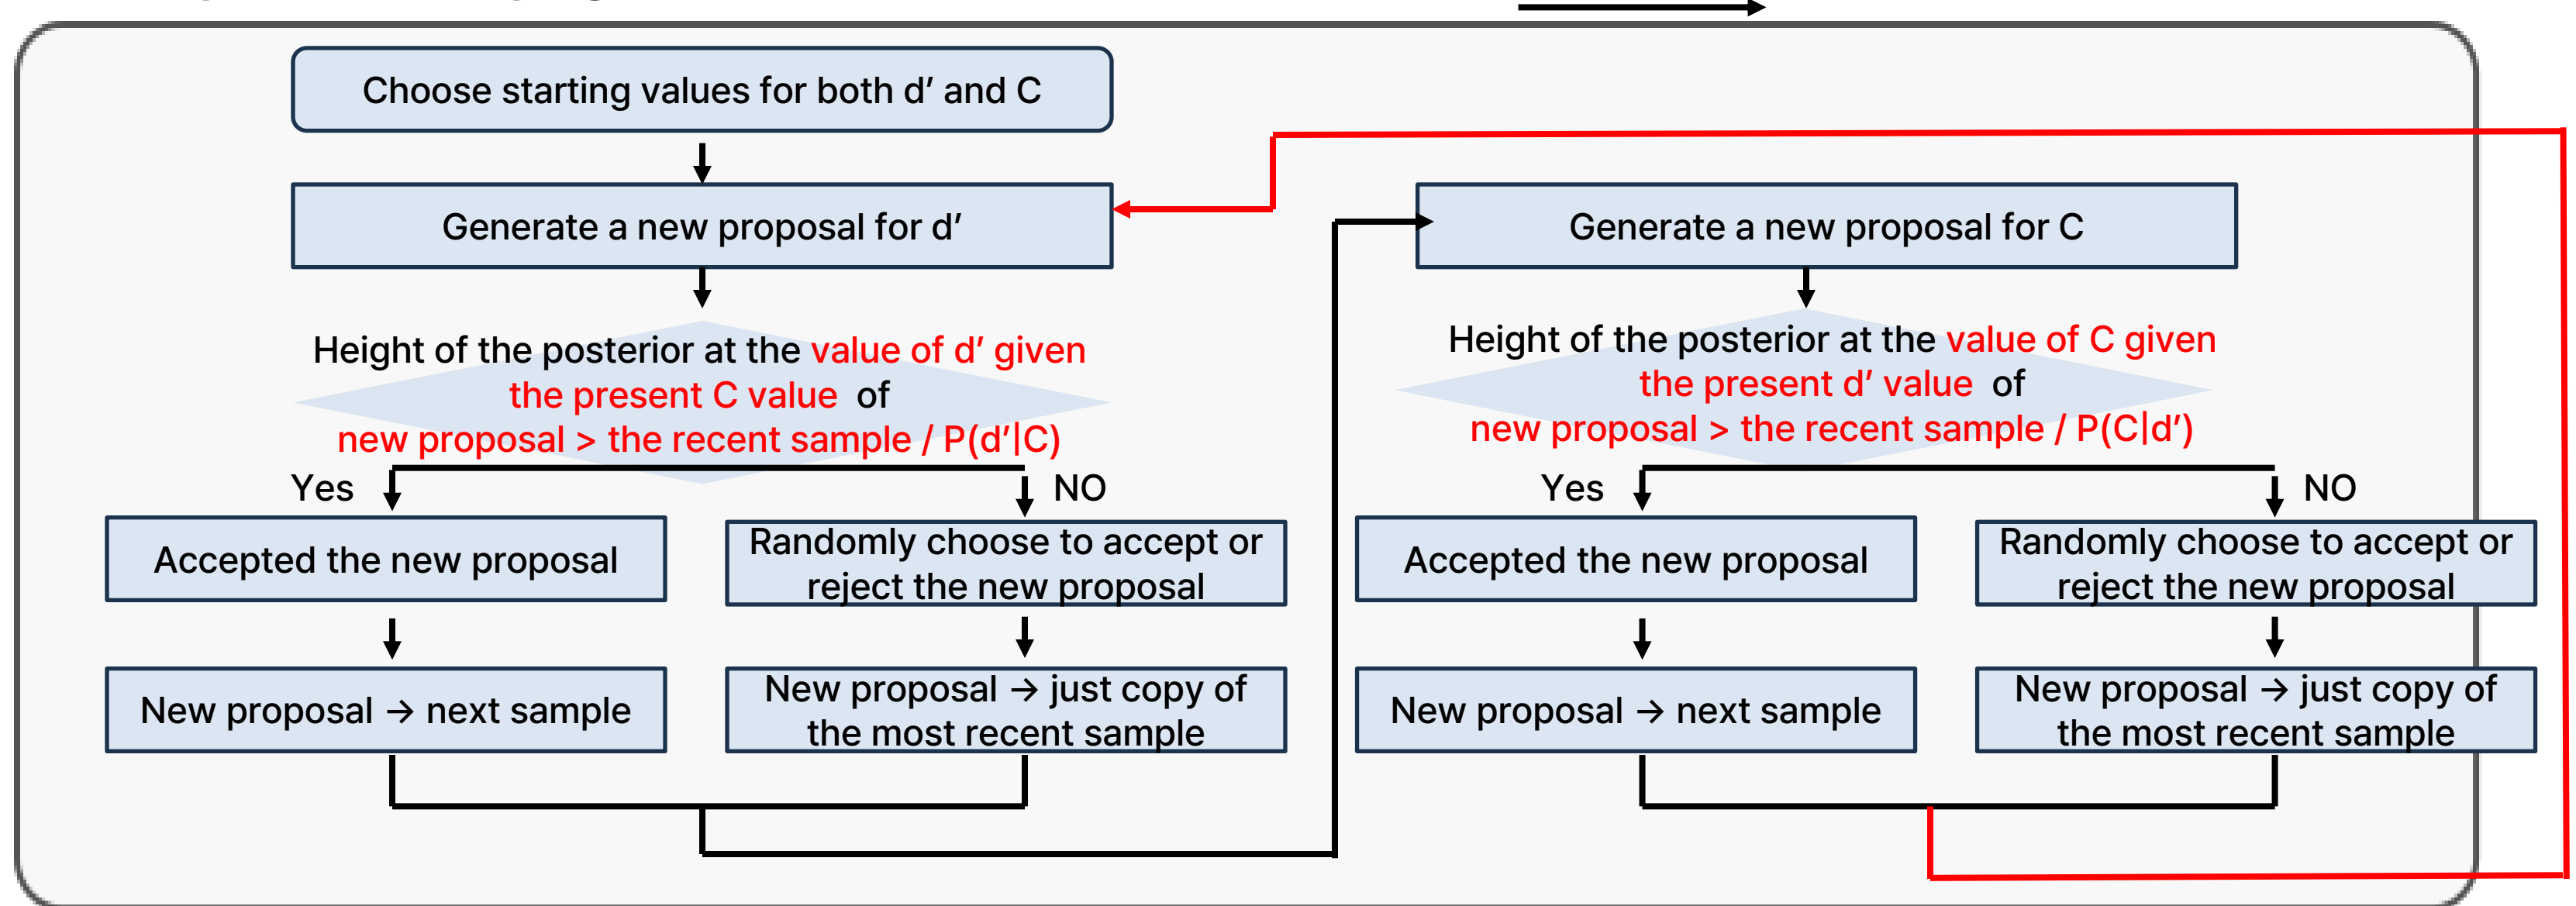 Choose starting values for both d’ and C
Generate a new proposal for d’
Height of the posterior at the value of d’ given
the present C value of
new proposal > the recent sample / P(d’|C)
Yes
NO
Accepted the new proposal
Randomly choose to accept or
reject the new proposal
New proposal → next sample
New proposal → just copy of
the most recent sample
Generate a new proposal for C
Height of the posterior at the value of C given
the present d’ value of
new proposal > the recent sample / P(C|d’)
Yes
NO
Accepted the new proposal
Randomly choose to accept or
reject the new proposal
New proposal → next sample
New proposal → just copy of
the most recent sample